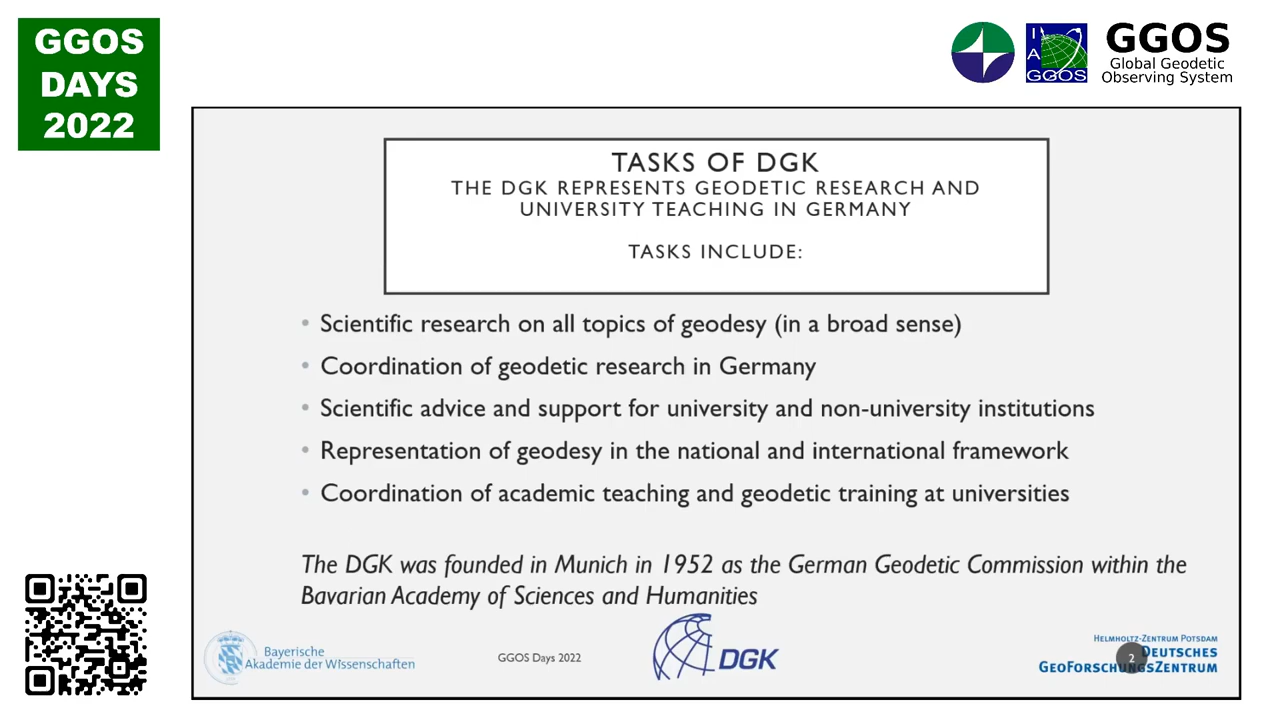 GGOS
DAYS
2022
I
A
GGOS
GGOS
Global Geodetic
Observing System
TASKS OF DGK
THE DGK REPRESENTS GEODETIC RESEARCH AND
UNIVERSITY TEACHING IN GERMANY
TASKS INCLUDE:
• Scientific research on all topics of geodesy (in a broad sense)
• Coordination of geodetic research in Germany
• Scientific advice and support for university and non-university institutions
• Representation of geodesy in the national and international framework
• Coordination of academic teaching and geodetic training at universities
The DGK was founded in Munich in 1952 as the German Geodetic Commission within the
Bavarian Academy of Sciences and Humanities
Bayerische
Akademie der Wissenschaften
GGOS Days 2022
DGK
HELMHOLTZ-ZENTRUM POTSDAM
DEUTSCHES
GEOFORSCHUNGSZENTRUM
2